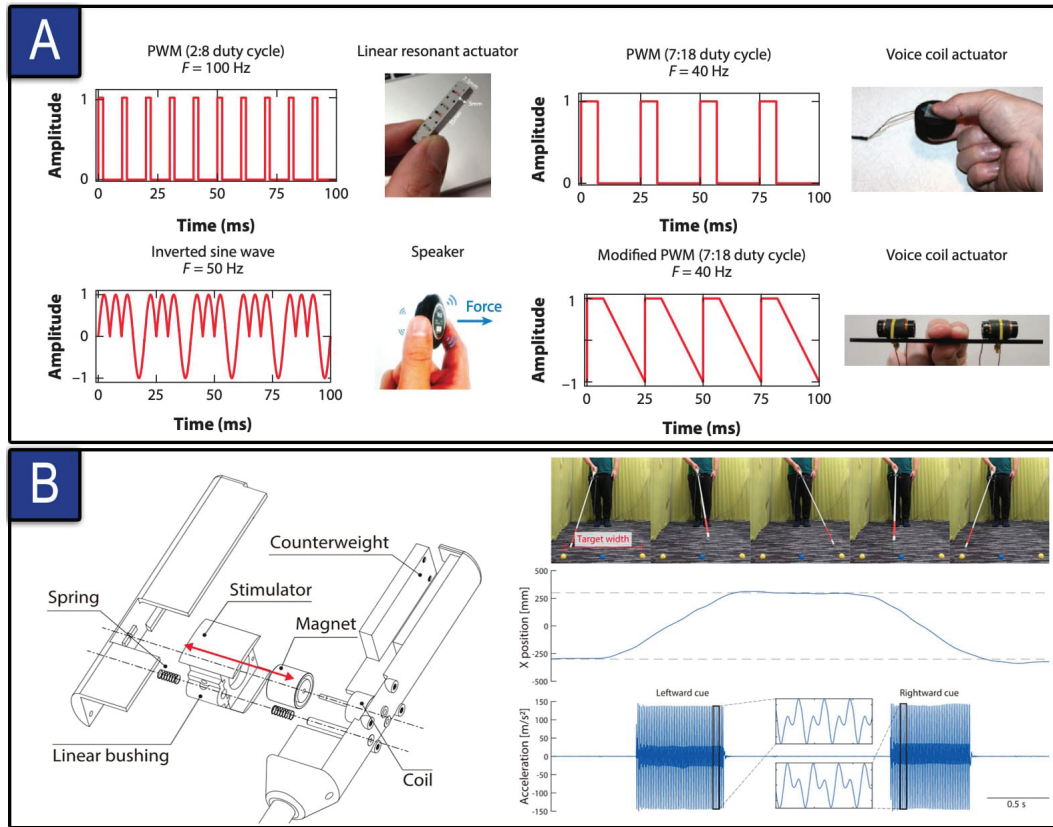 A
PWM (2:8 duty cycle)
F = 100 Hz
Amplitude
1
0
0
25
50
75
100
Time (ms)
Linear resonant actuator
5mm
PWM (7:18 duty cycle)
F = 40 Hz
Amplitude
1
0
0
25
50
75
100
Time (ms)
Voice coil actuator
Inverted sine wave
F = 50 Hz
Amplitude
1
0
−1
0
25
50
75
100
Time (ms)
Speaker
Force
Modified PWM (7:18 duty cycle)
F = 40 Hz
Amplitude
1
−1
0
25
50
75
100
Time (ms)
Voice coil actuator
B
Counterweight
Stimulator
Spring
Magnet
Linear bushing
Coil
Target width
X position [mm]
500
250
0
-250
-500
Leftward cue
Rightward cue
Acceleration [m/s²]
150
100
50
0
-50
-100
-150
0.5 s